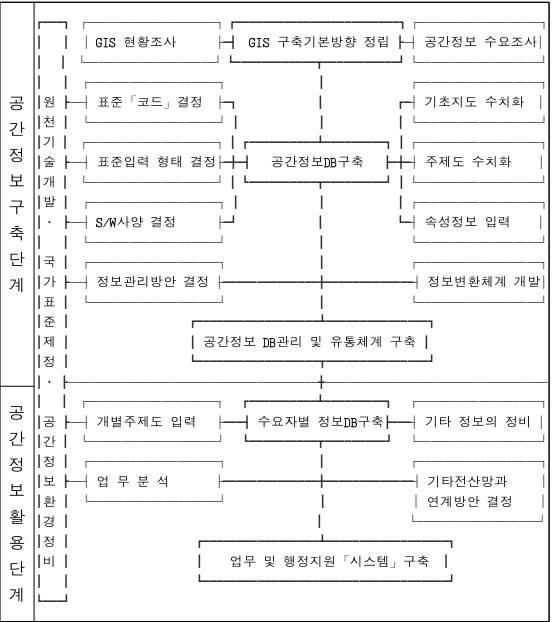 공간정보구축단계
공간정보활용단계
원천기술개발·국가표준제정·공간정보환경정비
GIS 현황조사
GIS 구축기본방향 정립
공간정보 수요조사
표준「코드」결정
기초지도 수치화
표준입력 형태 결정
공간정보DB구축
주제도 수치화
S/W사양 결정
속성정보 입력
정보관리방안 결정
정보변환체계 개발
공간정보 DB관리 및 유통체계 구축
개별주제도 입력
수요자별 정보DB구축
기타 정보의 정비
업 무 분 석
기타전산망과
연계방안 결정
업무 및 행정지원「시스템」구축